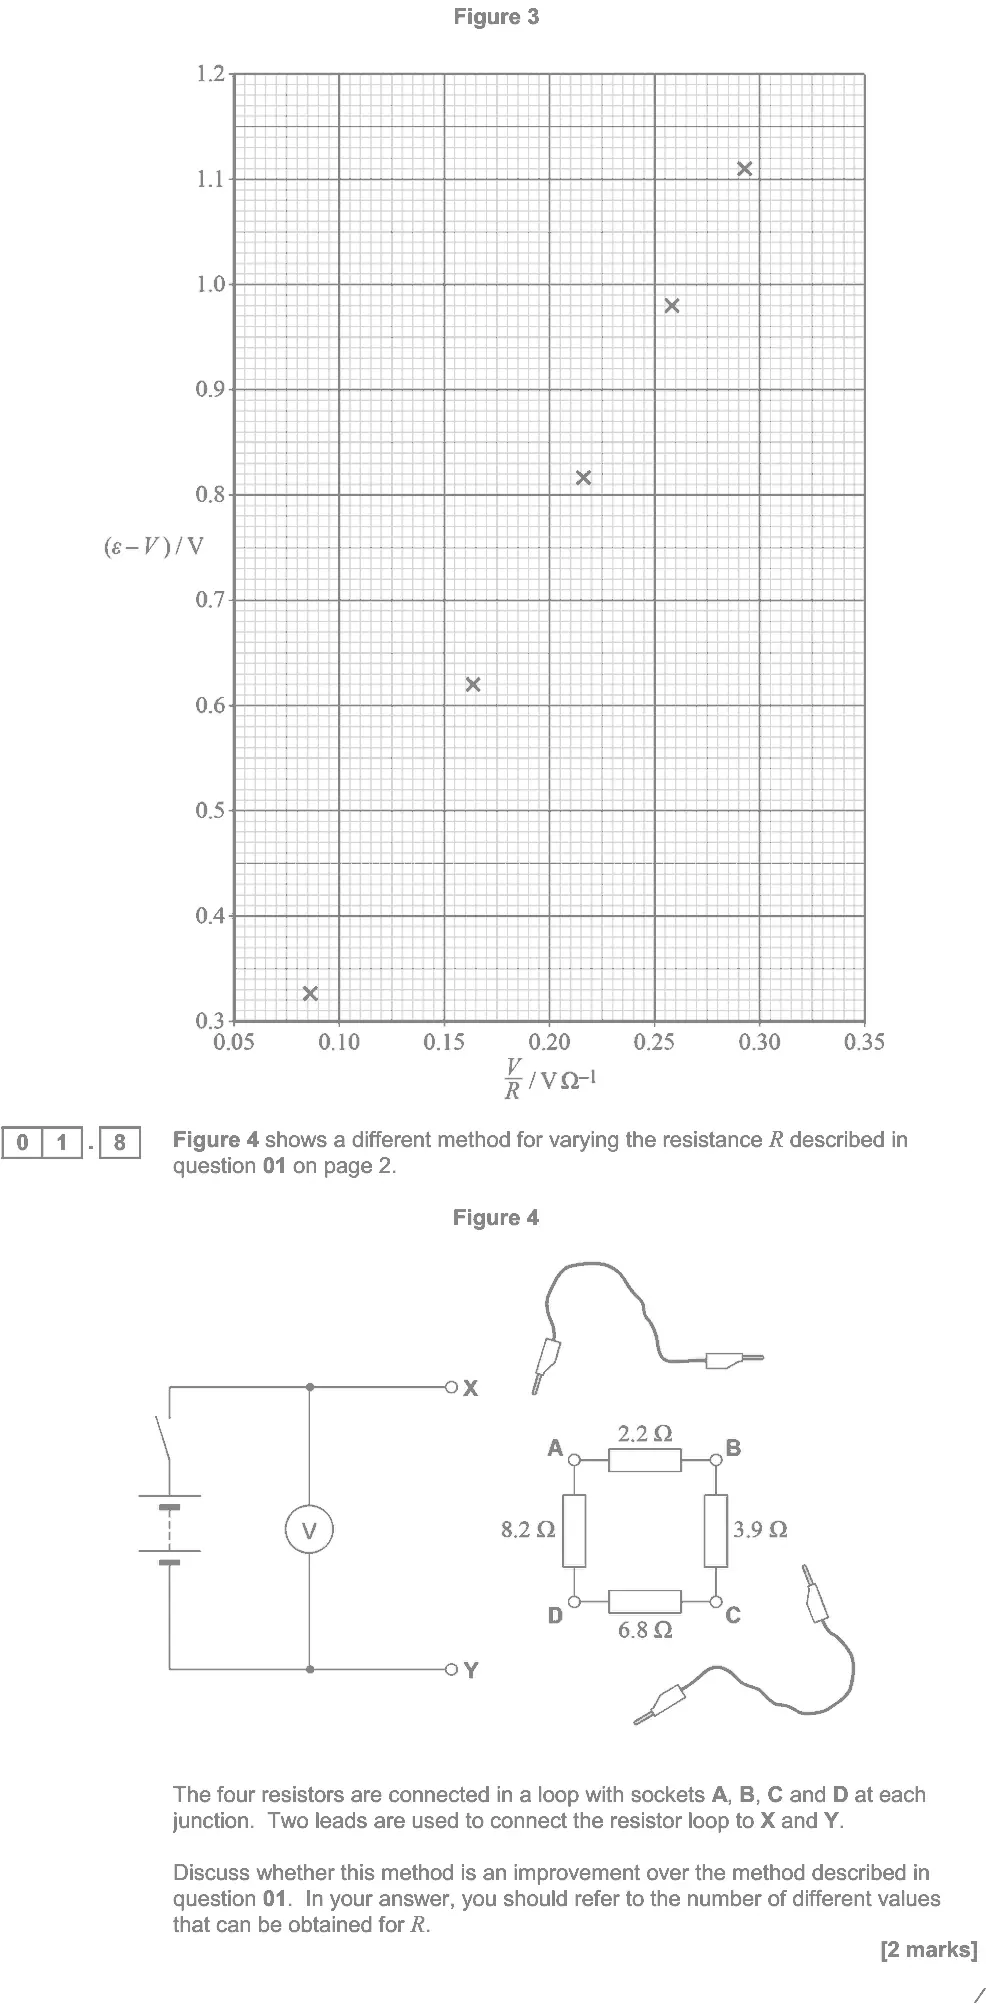 Figure 3
1.2
1.1
1.0
0.9
0.8
(ε – V) / V
0.7
0.6
0.5
0.4
0.3
0.05 0.10 0.15 0.20 0.25 0.30 0.35
V/R / V Ω–1
0 1 . 8 Figure 4 shows a different method for varying the resistance R described in
question 01 on page 2.
Figure 4
X
2.2 Ω
A B
V 8.2 Ω 3.9 Ω
D C
6.8 Ω
Y
The four resistors are connected in a loop with sockets A, B, C and D at each
junction. Two leads are used to connect the resistor loop to X and Y.
Discuss whether this method is an improvement over the method described in
question 01. In your answer, you should refer to the number of different values
that can be obtained for R.
[2 marks]